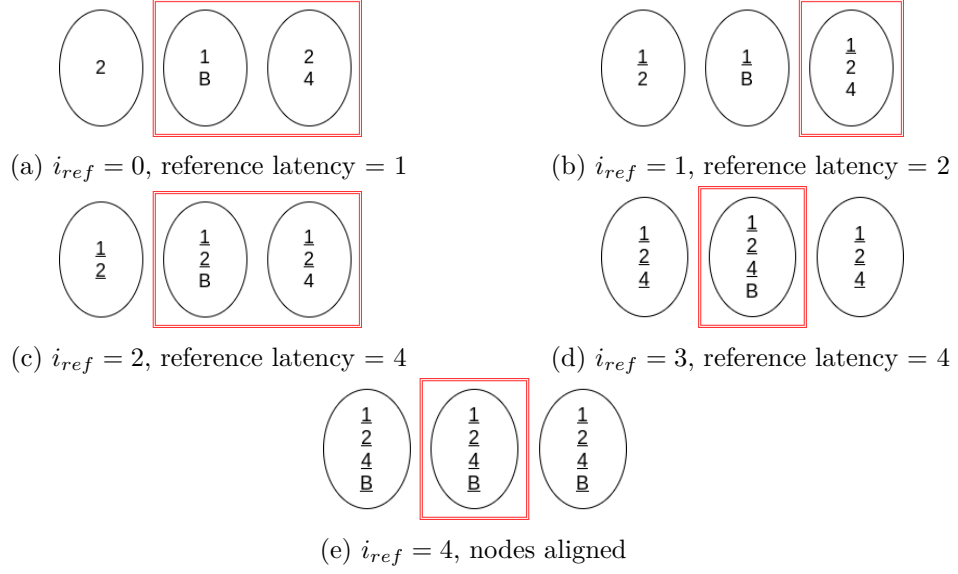 2
1
B
2
4
(a) i_ref = 0, reference latency = 1
1
2
1
B
1
2
4
(b) i_ref = 1, reference latency = 2
1
2
1
2
B
1
2
4
(c) i_ref = 2, reference latency = 4
1
2
4
1
2
4
B
1
2
4
(d) i_ref = 3, reference latency = 4
1
2
4
B
1
2
4
B
1
2
4
B
(e) i_ref = 4, nodes aligned